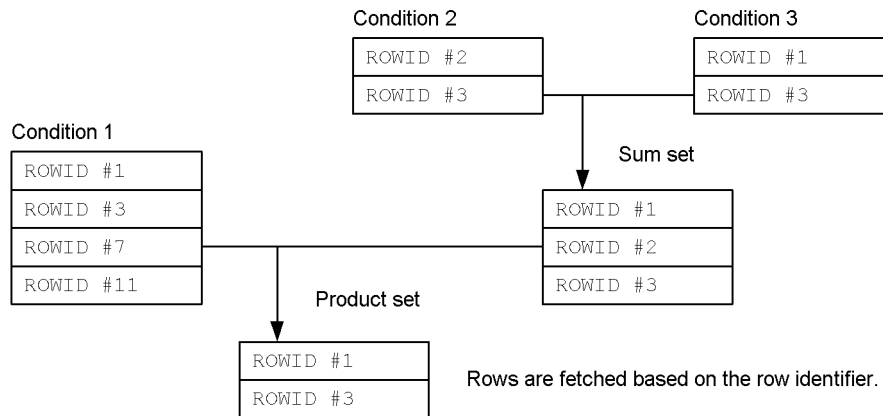 Condition 2
ROWID #2
ROWID #3
Condition 3
ROWID #1
ROWID #3
Condition 1
ROWID #1
ROWID #3
ROWID #7
ROWID #11
Sum set
ROWID #1
ROWID #2
ROWID #3
Product set
ROWID #1
ROWID #3
Rows are fetched based on the row identifier.